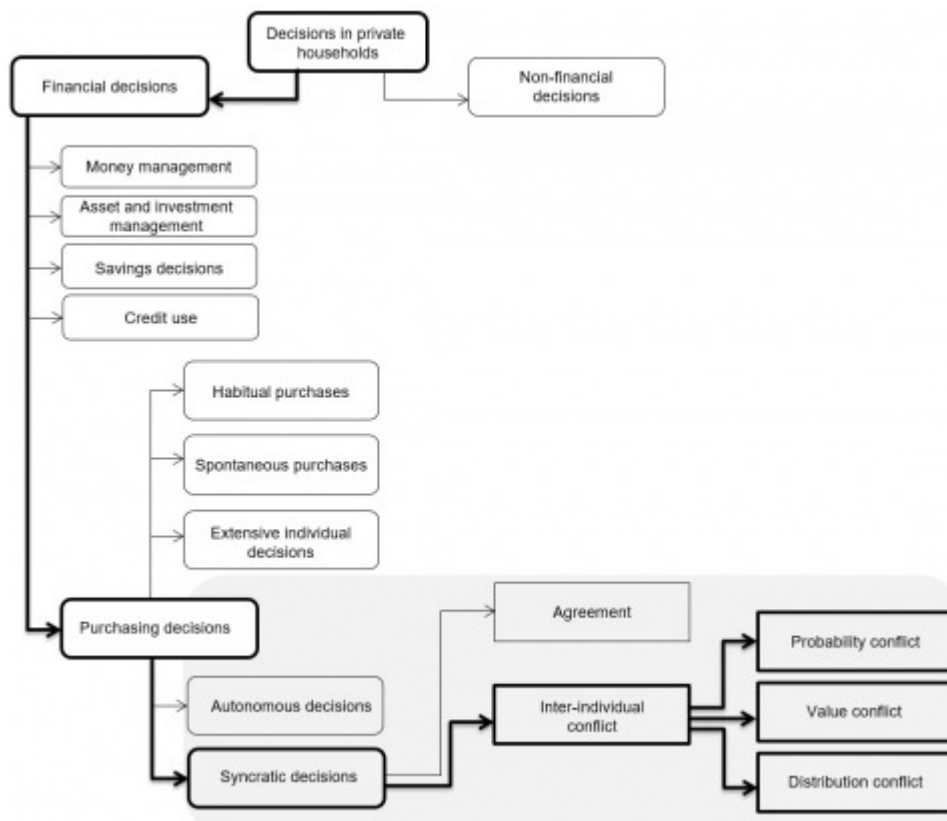 Decisions in private
households
Financial decisions
Non-financial
decisions
Money management
Asset and investment
management
Savings decisions
Credit use
Habitual purchases
Spontaneous purchases
Extensive individual
decisions
Purchasing decisions
Agreement
Probability conflict
Autonomous decisions
Inter-individual
conflict
Value conflict
Syncratic decisions
Distribution conflict